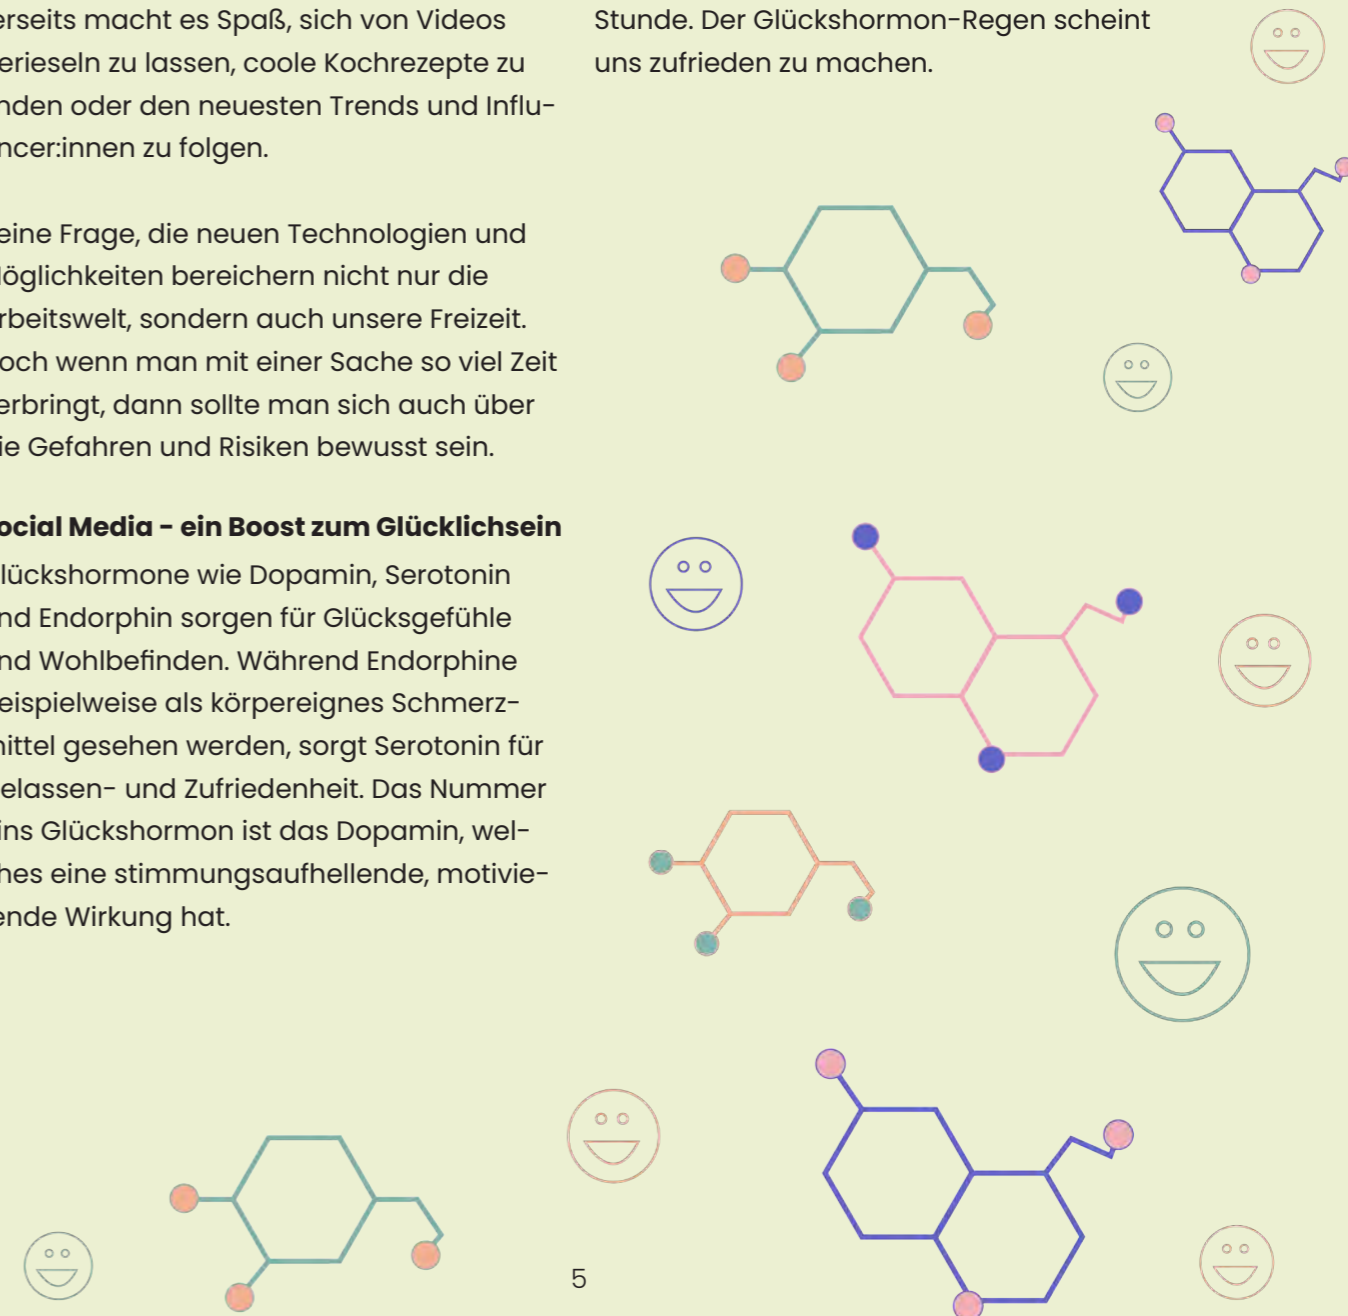 erseits macht es Spaß, sich von Videos
erieseln zu lassen, coole Kochrezepte zu
nden oder den neuesten Trends und Influ-
ncer:innen zu folgen.
eine Frage, die neuen Technologien und
öglichkeiten bereichern nicht nur die
rbeitswelt, sondern auch unsere Freizeit.
och wenn man mit einer Sache so viel Zeit
erbringt, dann sollte man sich auch über
ie Gefahren und Risiken bewusst sein.
ocial Media - ein Boost zum Glücklichsein
lückshormone wie Dopamin, Serotonin
nd Endorphin sorgen für Glücksgefühle
nd Wohlbefinden. Während Endorphine
eispielweise als körpereignes Schmerz-
mittel gesehen werden, sorgt Serotonin für
elassen- und Zufriedenheit. Das Nummer
ins Glückshormon ist das Dopamin, wel-
hes eine stimmungsaufhellende, motivie-
ende Wirkung hat.
Stunde. Der Glückshormon-Regen scheint
uns zufrieden zu machen.
5